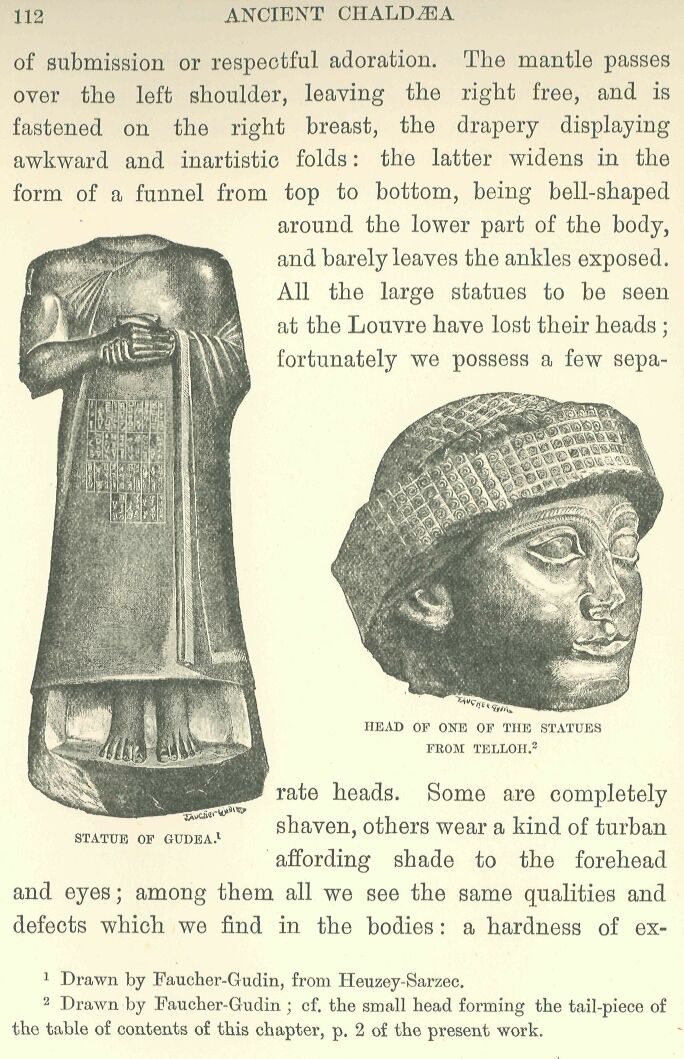 112 ANCIENT CHALDÆA
of submission or respectful adoration. The mantle passes
over the left shoulder, leaving the right free, and is
fastened on the right breast, the drapery displaying
awkward and inartistic folds: the latter widens in the
form of a funnel from top to bottom, being bell-shaped
around the lower part of the body,
and barely leaves the ankles exposed.
All the large statues to be seen
at the Louvre have lost their heads;
fortunately we possess a few sepa-
FAUCHER-GUDIN
HEAD OF ONE OF THE STATUES
FROM TELLOH.²
FAUCHER-GUDIN
STATUE OF GUDEA.¹
rate heads. Some are completely
shaven, others wear a kind of turban
affording shade to the forehead
and eyes; among them all we see the same qualities and
defects which we find in the bodies: a hardness of ex-
¹ Drawn by Faucher-Gudin, from Heuzey-Sarzec.
² Drawn by Faucher-Gudin; cf. the small head forming the tail-piece of
the table of contents of this chapter, p. 2 of the present work.